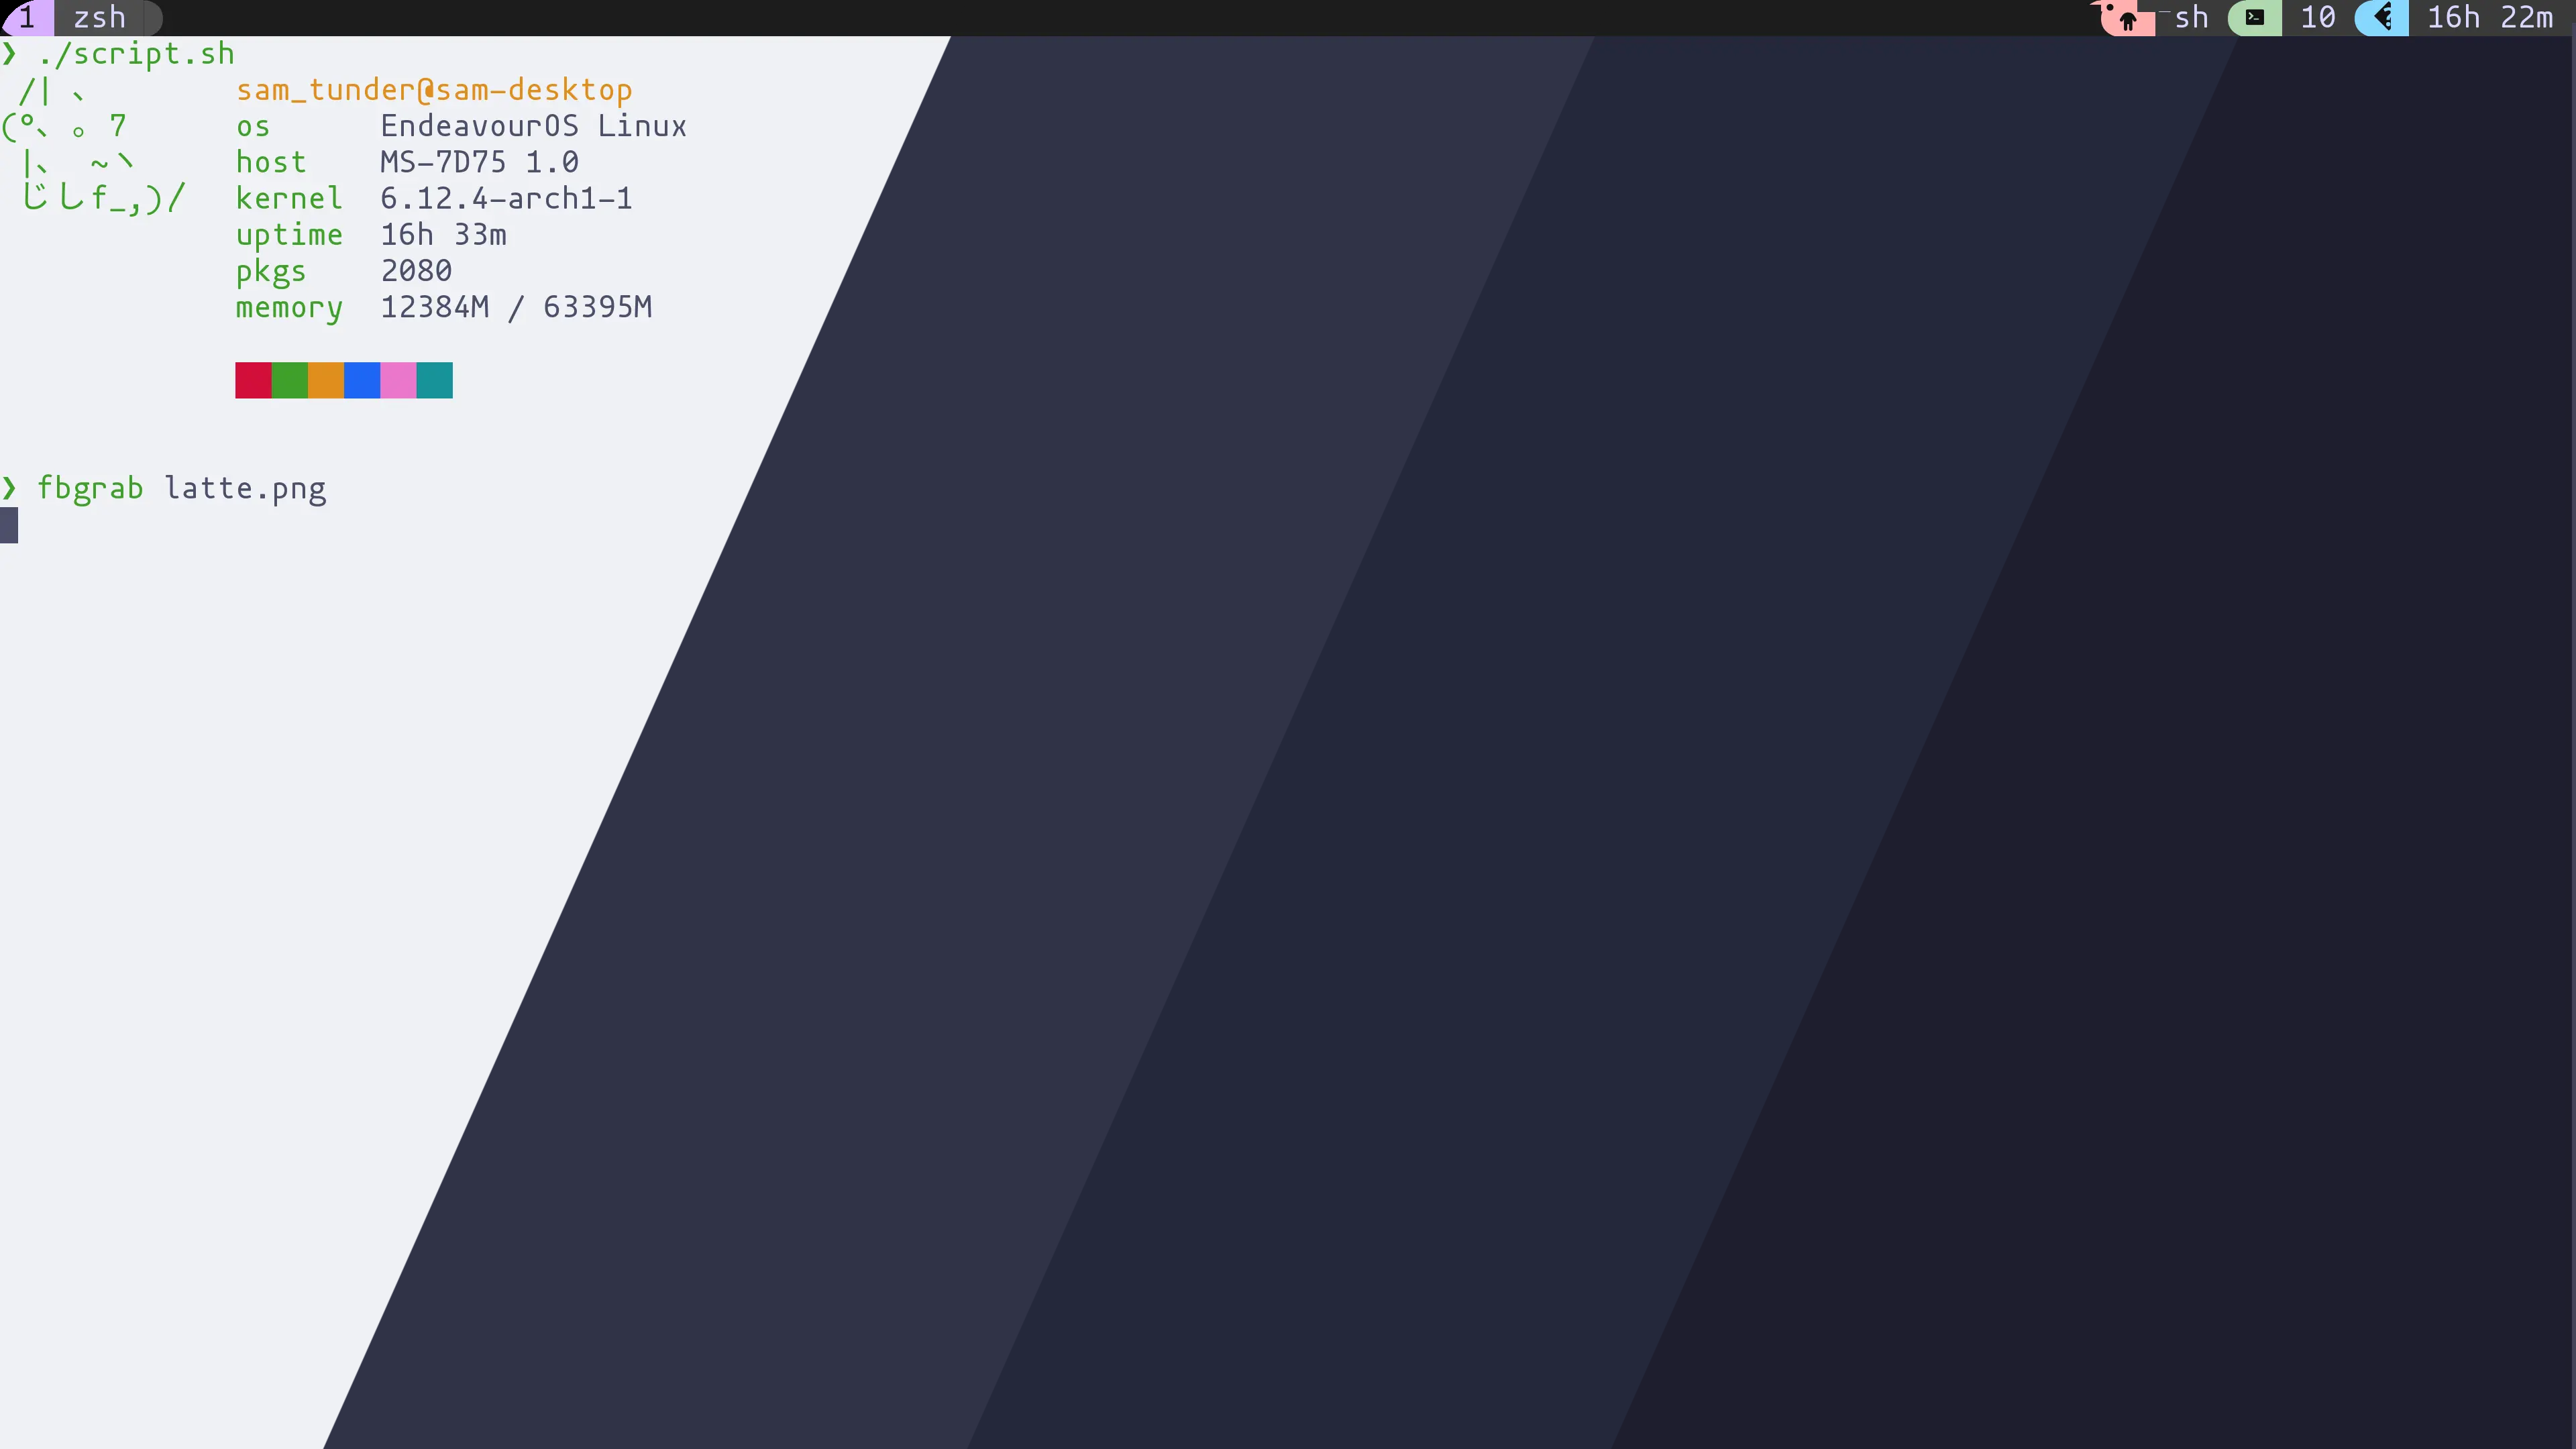 1 zsh sh 10 16h 22m
❯ ./script.sh
/| 、 sam_tunder@sam-desktop
(°、 。7 os EndeavourOS Linux
|、 ~ヽ host MS-7D75 1.0
じしf_,)/ kernel 6.12.4-arch1-1
uptime 16h 33m
pkgs 2080
memory 12384M / 63395M
❯ fbgrab latte.png